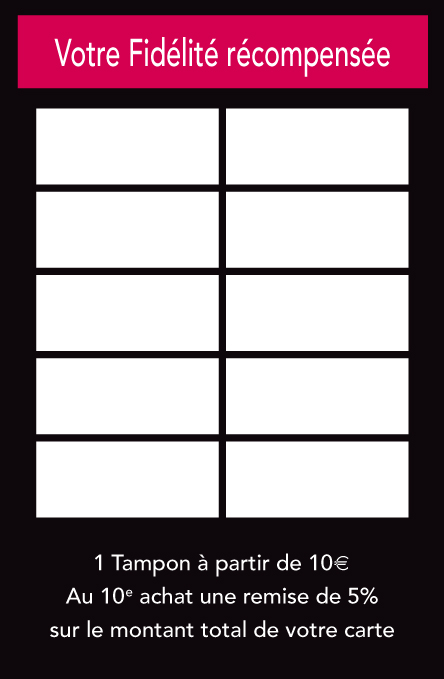 Votre Fidélité récompensée
1 Tampon à partir de 10€
Au 10e achat une remise de 5%
sur le montant total de votre carte